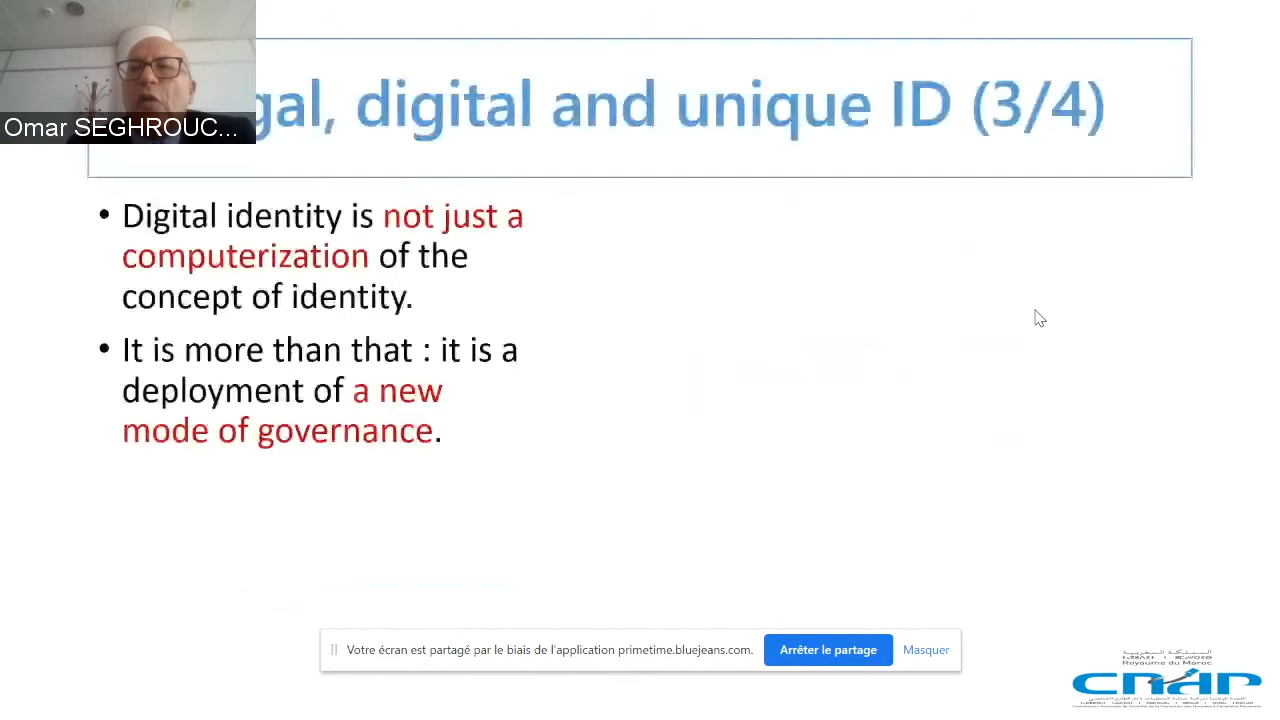 Omar SEGHROUC...
gal, digital and unique ID (3/4)
• Digital identity is not just a
computerization of the
concept of identity.
• It is more than that : it is a
deployment of a new
mode of governance.
Votre écran est partagé par le biais de l'application primetime.bluejeans.com.
Arrêter le partage
Masquer
المملكة المغربية
Royaume du Maroc
cndp